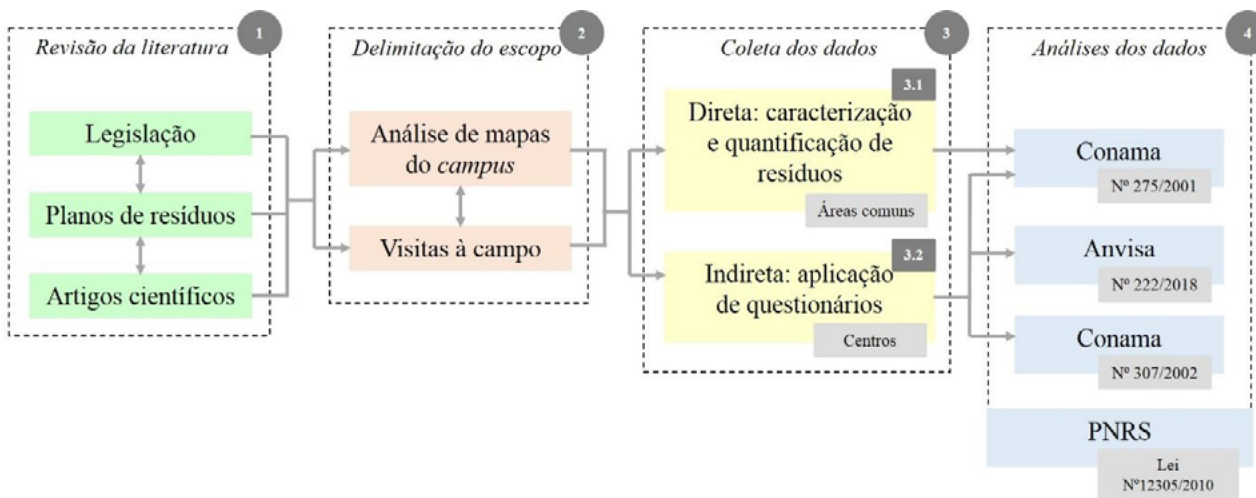 1
Revisão da literatura
Legislação
Planos de resíduos
Artigos científicos
2
Delimitação do escopo
Análise de mapas
do campus
Visitas à campo
3
Coleta dos dados
3.1
Direta: caracterização
e quantificação de
resíduos
Áreas comuns
3.2
Indireta: aplicação
de questionários
Centros
4
Análises dos dados
Conama
Nº 275/2001
Anvisa
Nº 222/2018
Conama
Nº 307/2002
PNRS
Lei
Nº12305/2010